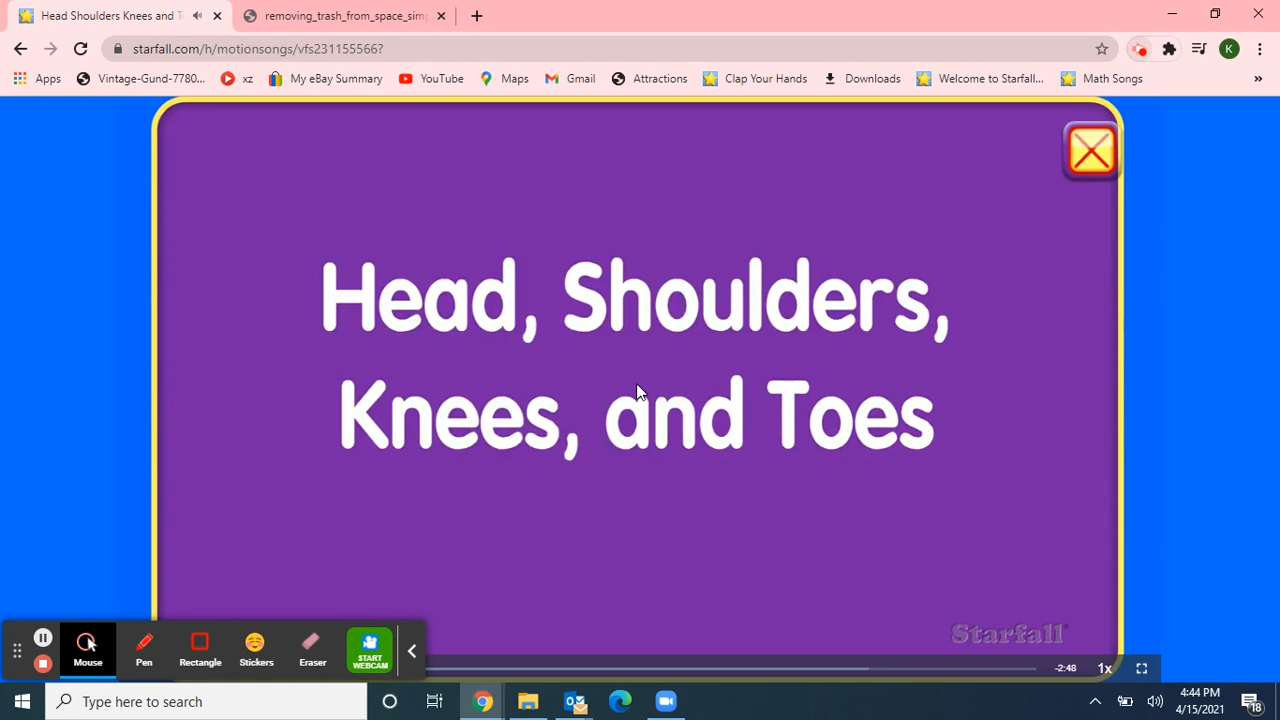 Head Shoulders Knees and T
removing_trash_from_space_sim
starfall.com/h/motionsongs/vfs231155566?
K
Apps
Vintage-Gund-7780...
xz
My eBay Summary
YouTube
Maps
Gmail
Attractions
Clap Your Hands
Downloads
Welcome to Starfall...
Math Songs
»
Head, Shoulders,
Knees, and Toes
Starfall
Mouse
Pen
Rectangle
Stickers
Eraser
START
WEBCAM
-2:48
1x
Type here to search
4:44 PM
4/15/2021
18